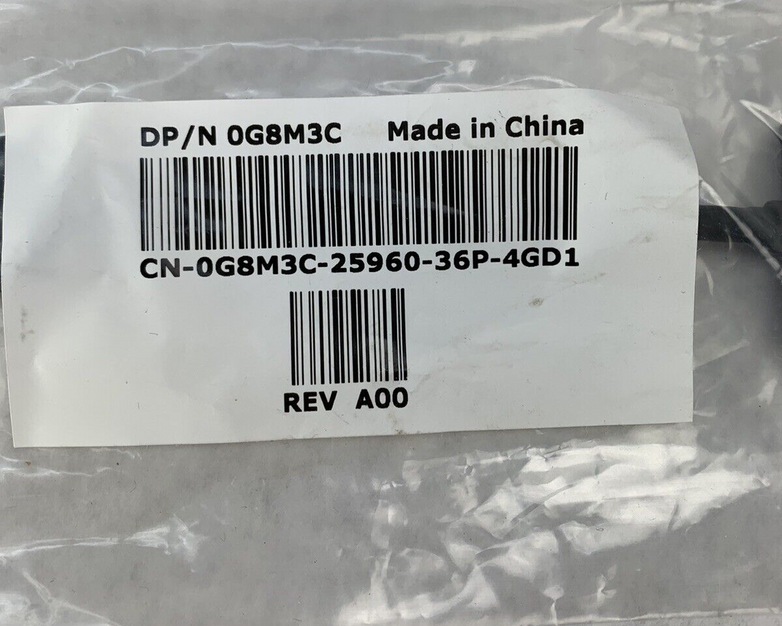 DP/N 0G8M3C Made in China
CN-0G8M3C-25960-36P-4GD1
REV A00